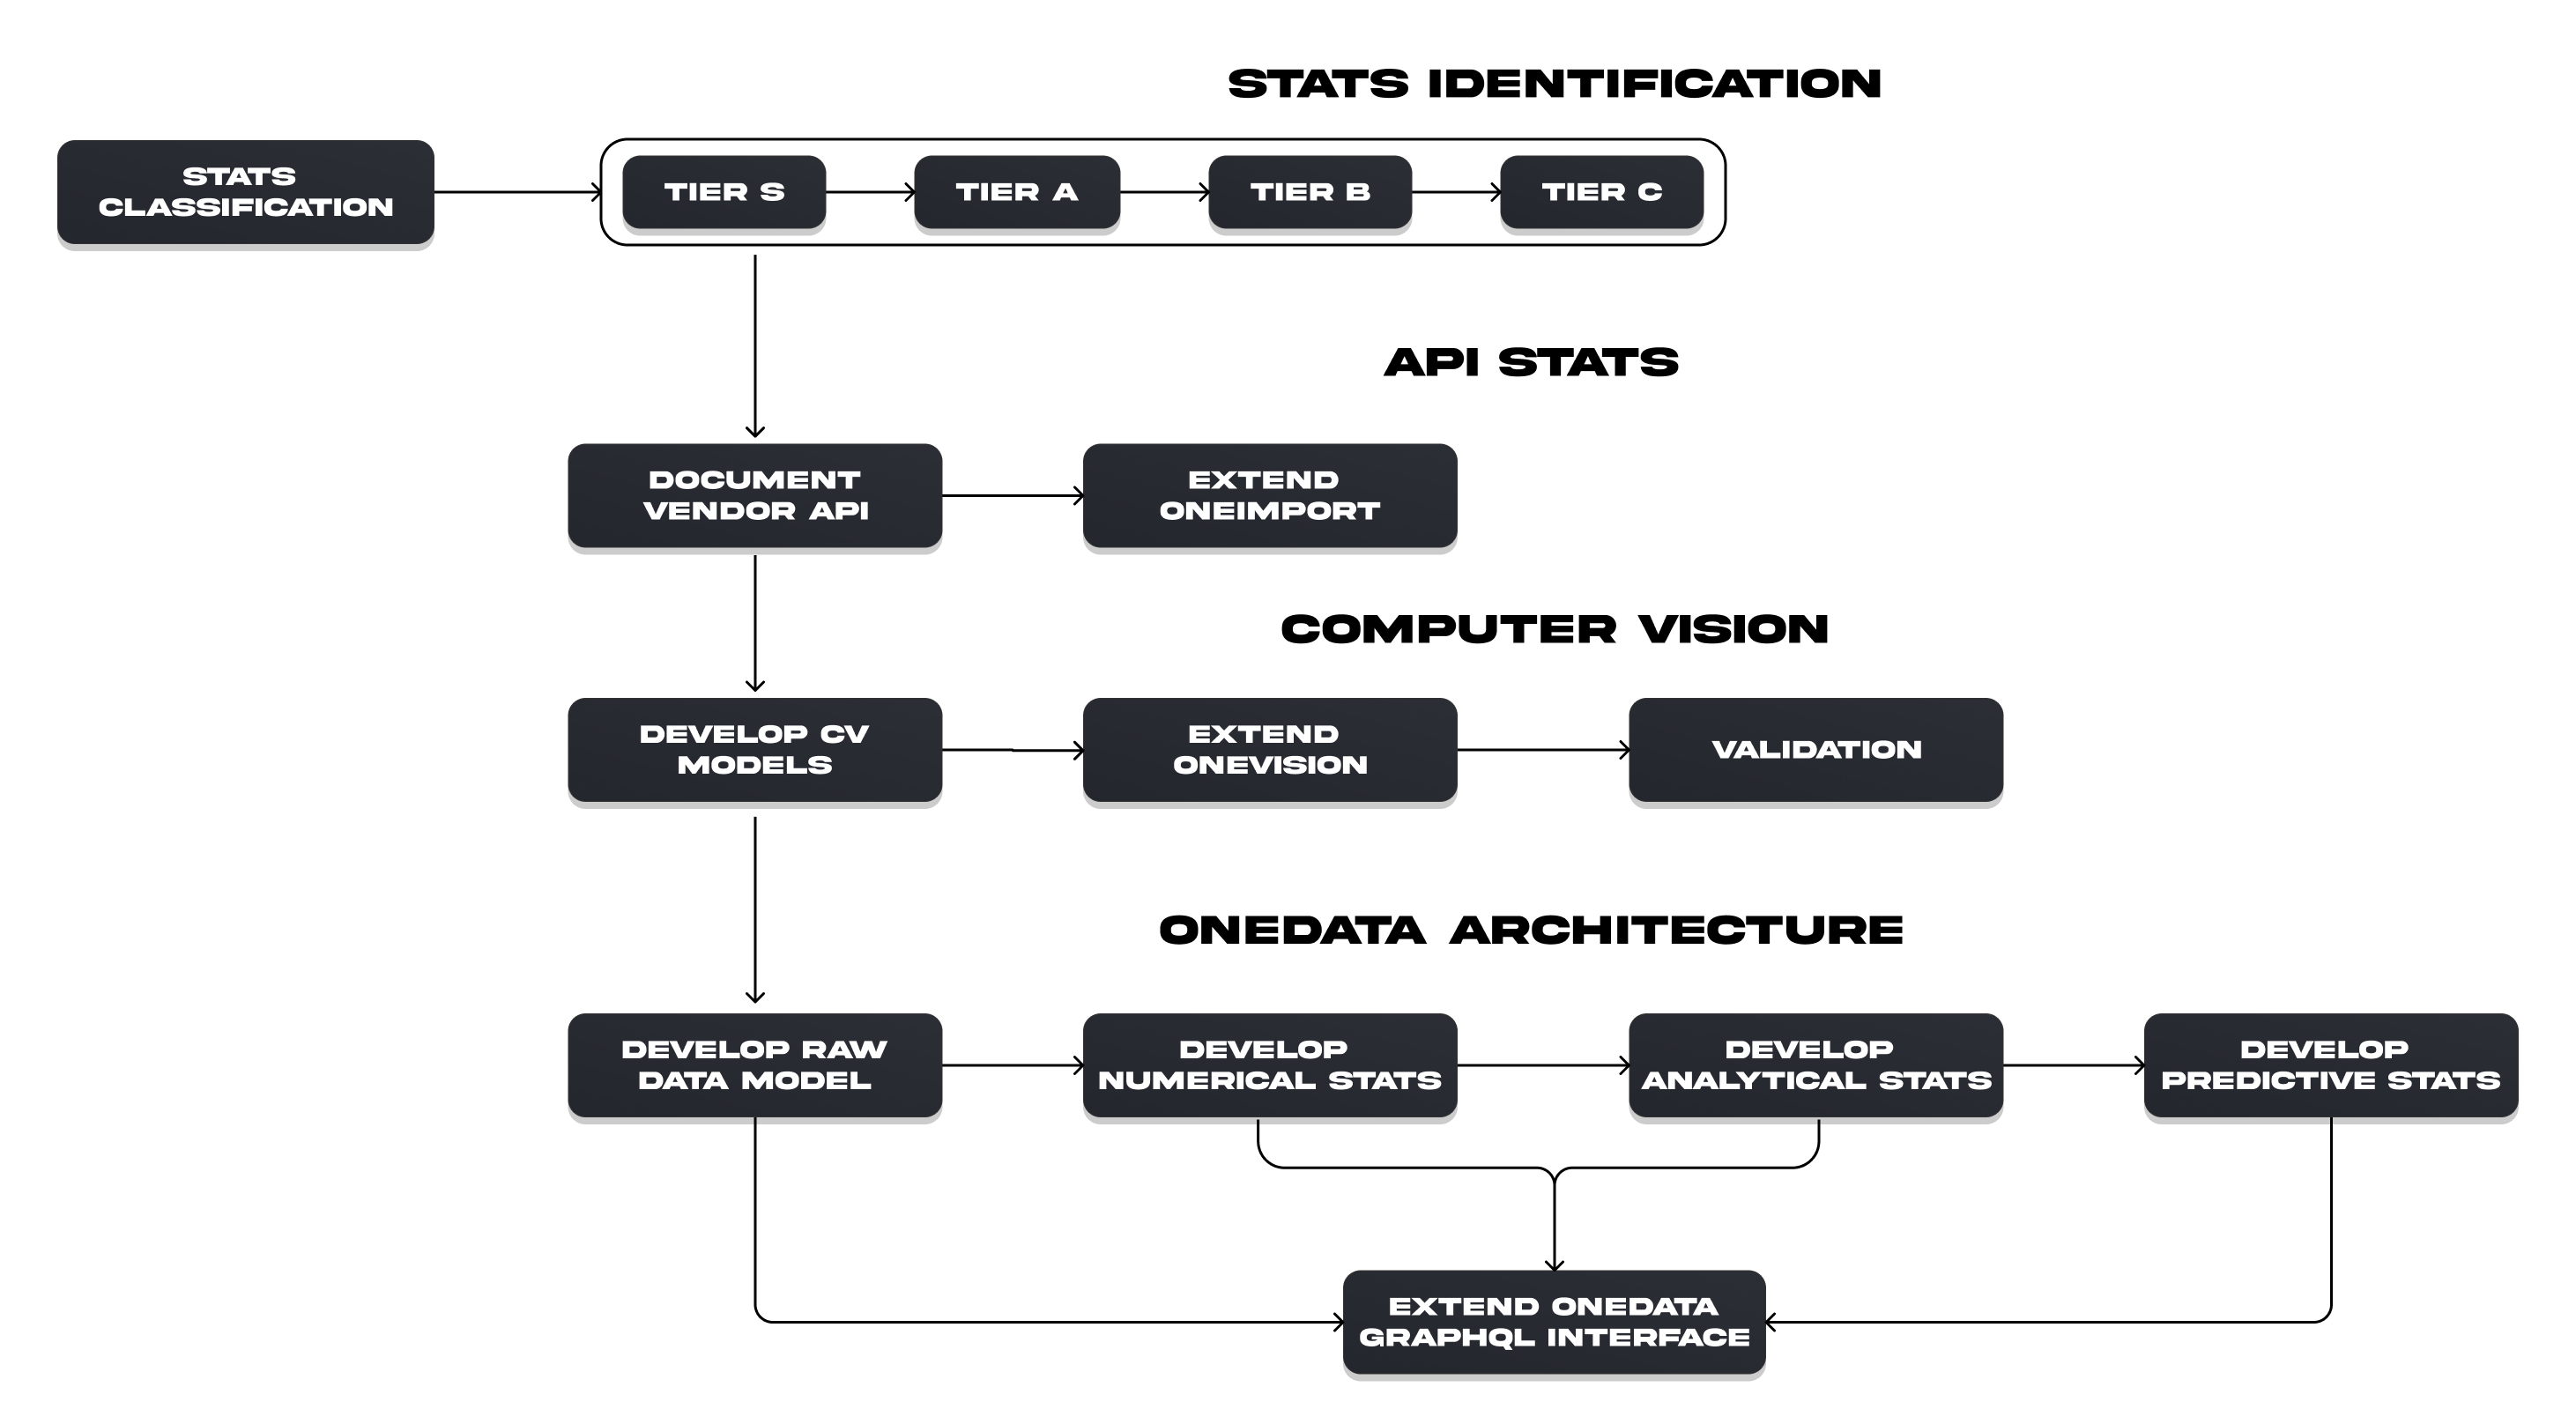 STATS IDENTIFICATION
STATS
CLASSIFICATION
TIER S
TIER A
TIER B
TIER C
API STATS
DOCUMENT
VENDOR API
EXTEND
ONEIMPORT
COMPUTER VISION
DEVELOP CV
MODELS
EXTEND
ONEVISION
VALIDATION
ONEDATA ARCHITECTURE
DEVELOP RAW
DATA MODEL
DEVELOP
NUMERICAL STATS
DEVELOP
ANALYTICAL STATS
DEVELOP
PREDICTIVE STATS
EXTEND ONEDATA
GRAPHQL INTERFACE